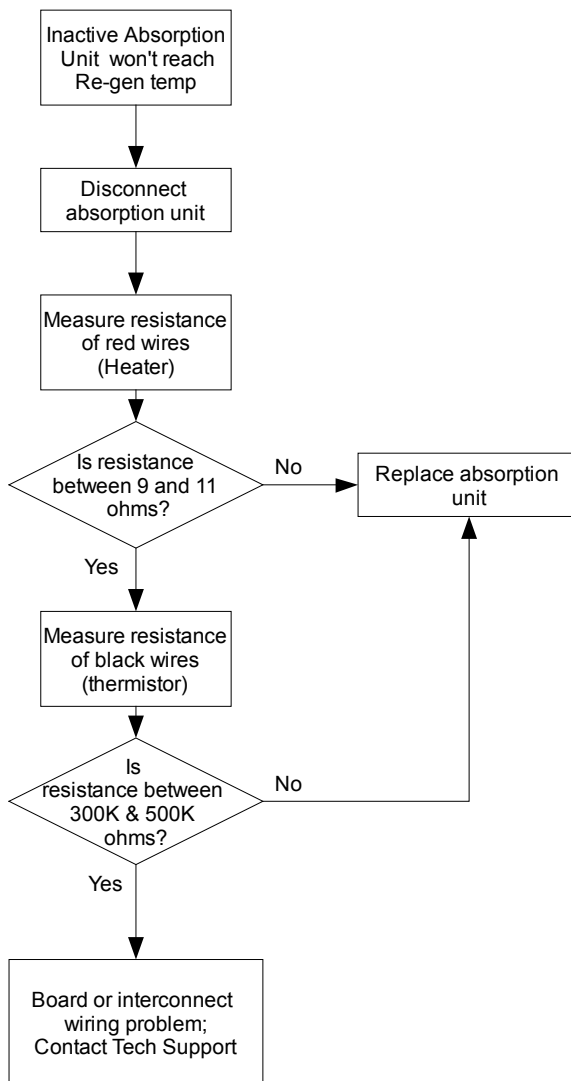 Inactive Absorption
Unit won't reach
Re-gen temp
Disconnect
absorption unit
Measure resistance
of red wires
(Heater)
Is resistance
between 9 and 11
ohms?
No
Replace absorption
unit
Yes
Measure resistance
of black wires
(thermistor)
Is
resistance between
300K & 500K
ohms?
No
Yes
Board or interconnect
wiring problem;
Contact Tech Support